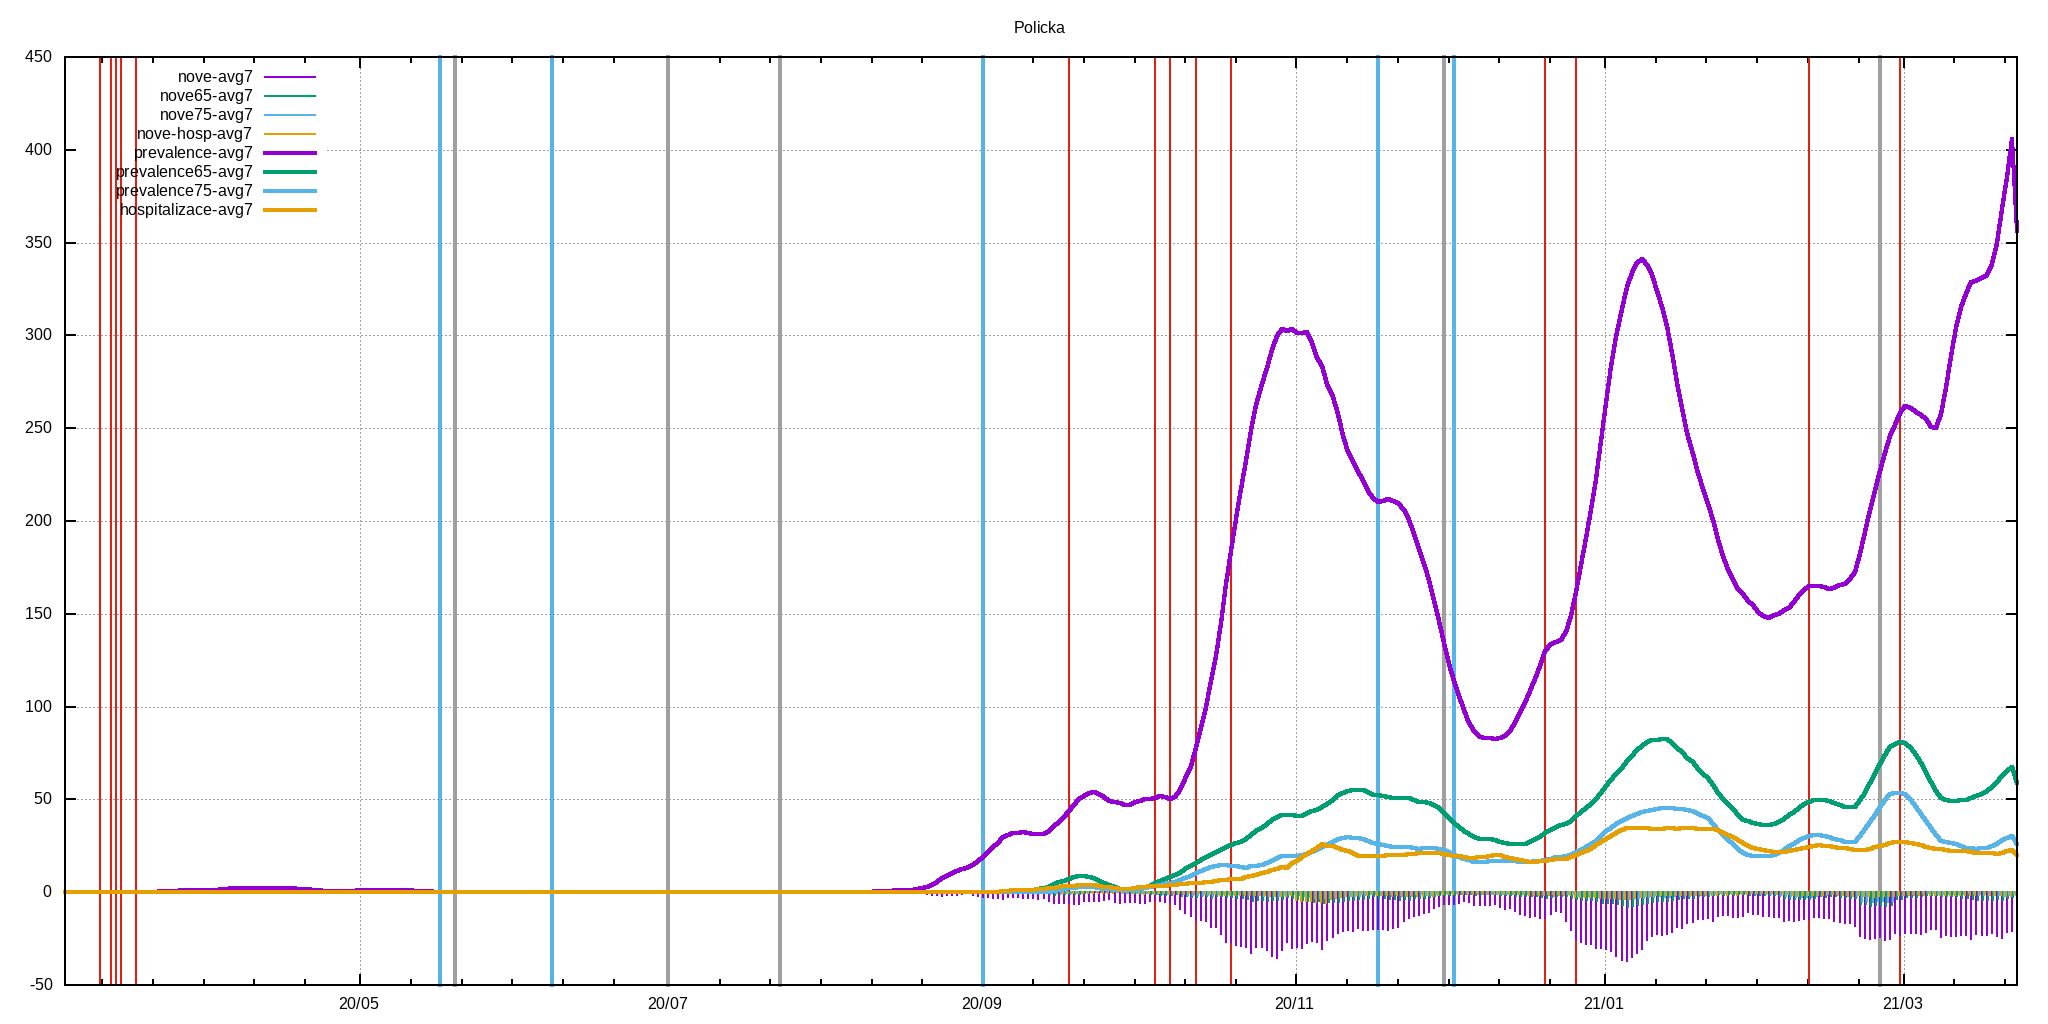 Policka
450
400
350
300
250
200
150
100
50
0
-50
nove-avg7
nove65-avg7
nove75-avg7
nove-hosp-avg7
prevalence-avg7
prevalence65-avg7
prevalence75-avg7
hospitalizace-avg7
20/05
20/07
20/09
20/11
21/01
21/03